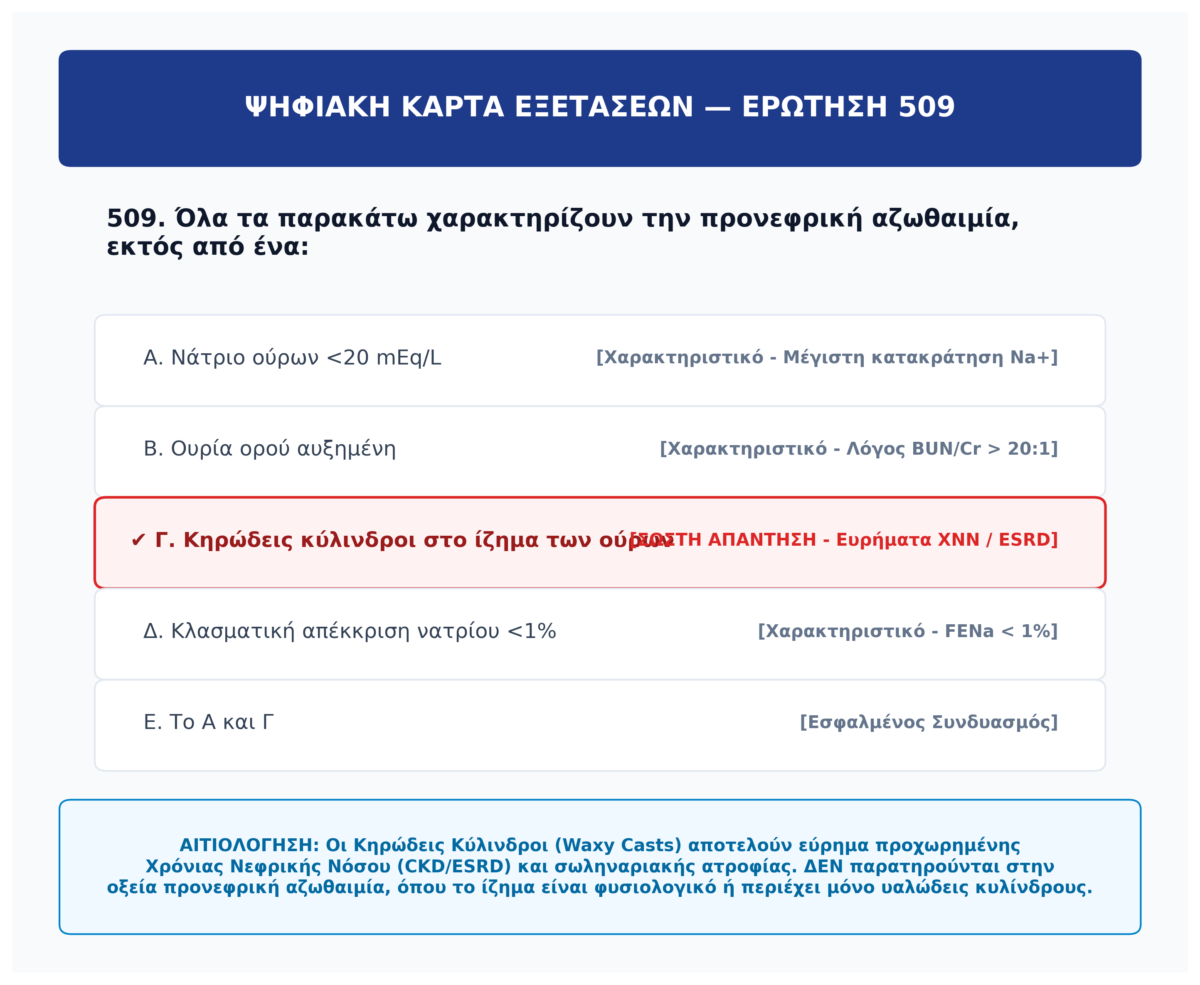 ΨΗΦΙΑΚΗ ΚΑΡΤΑ ΕΞΕΤΑΣΕΩΝ — ΕΡΩΤΗΣΗ 509
509. Όλα τα παρακάτω χαρακτηρίζουν την προνεφρική αζωθαιμία,
εκτός από ένα:
Α. Νάτριο ούρων <20 mEq/L [Χαρακτηριστικό - Μέγιστη κατακράτηση Na+]
Β. Ουρία ορού αυξημένη [Χαρακτηριστικό - Λόγος BUN/Cr > 20:1]
✔ Γ. Κηρώδεις κύλινδροι στο ίζημα των ούρων [ΣΩΣΤΗ ΑΠΑΝΤΗΣΗ - Ευρήματα ΧΝΝ / ESRD]
Δ. Κλασματική απέκκριση νατρίου <1% [Χαρακτηριστικό - FENa < 1%]
Ε. Το Α και Γ [Εσφαλμένος Συνδυασμός]
ΑΙΤΙΟΛΟΓΗΣΗ: Οι Κηρώδεις Κύλινδροι (Waxy Casts) αποτελούν εύρημα προχωρημένης
Χρόνιας Νεφρικής Νόσου (CKD/ESRD) και σωληναριακής ατροφίας. ΔΕΝ παρατηρούνται στην
οξεία προνεφρική αζωθαιμία, όπου το ίζημα είναι φυσιολογικό ή περιέχει μόνο υαλώδεις κυλίνδρους.